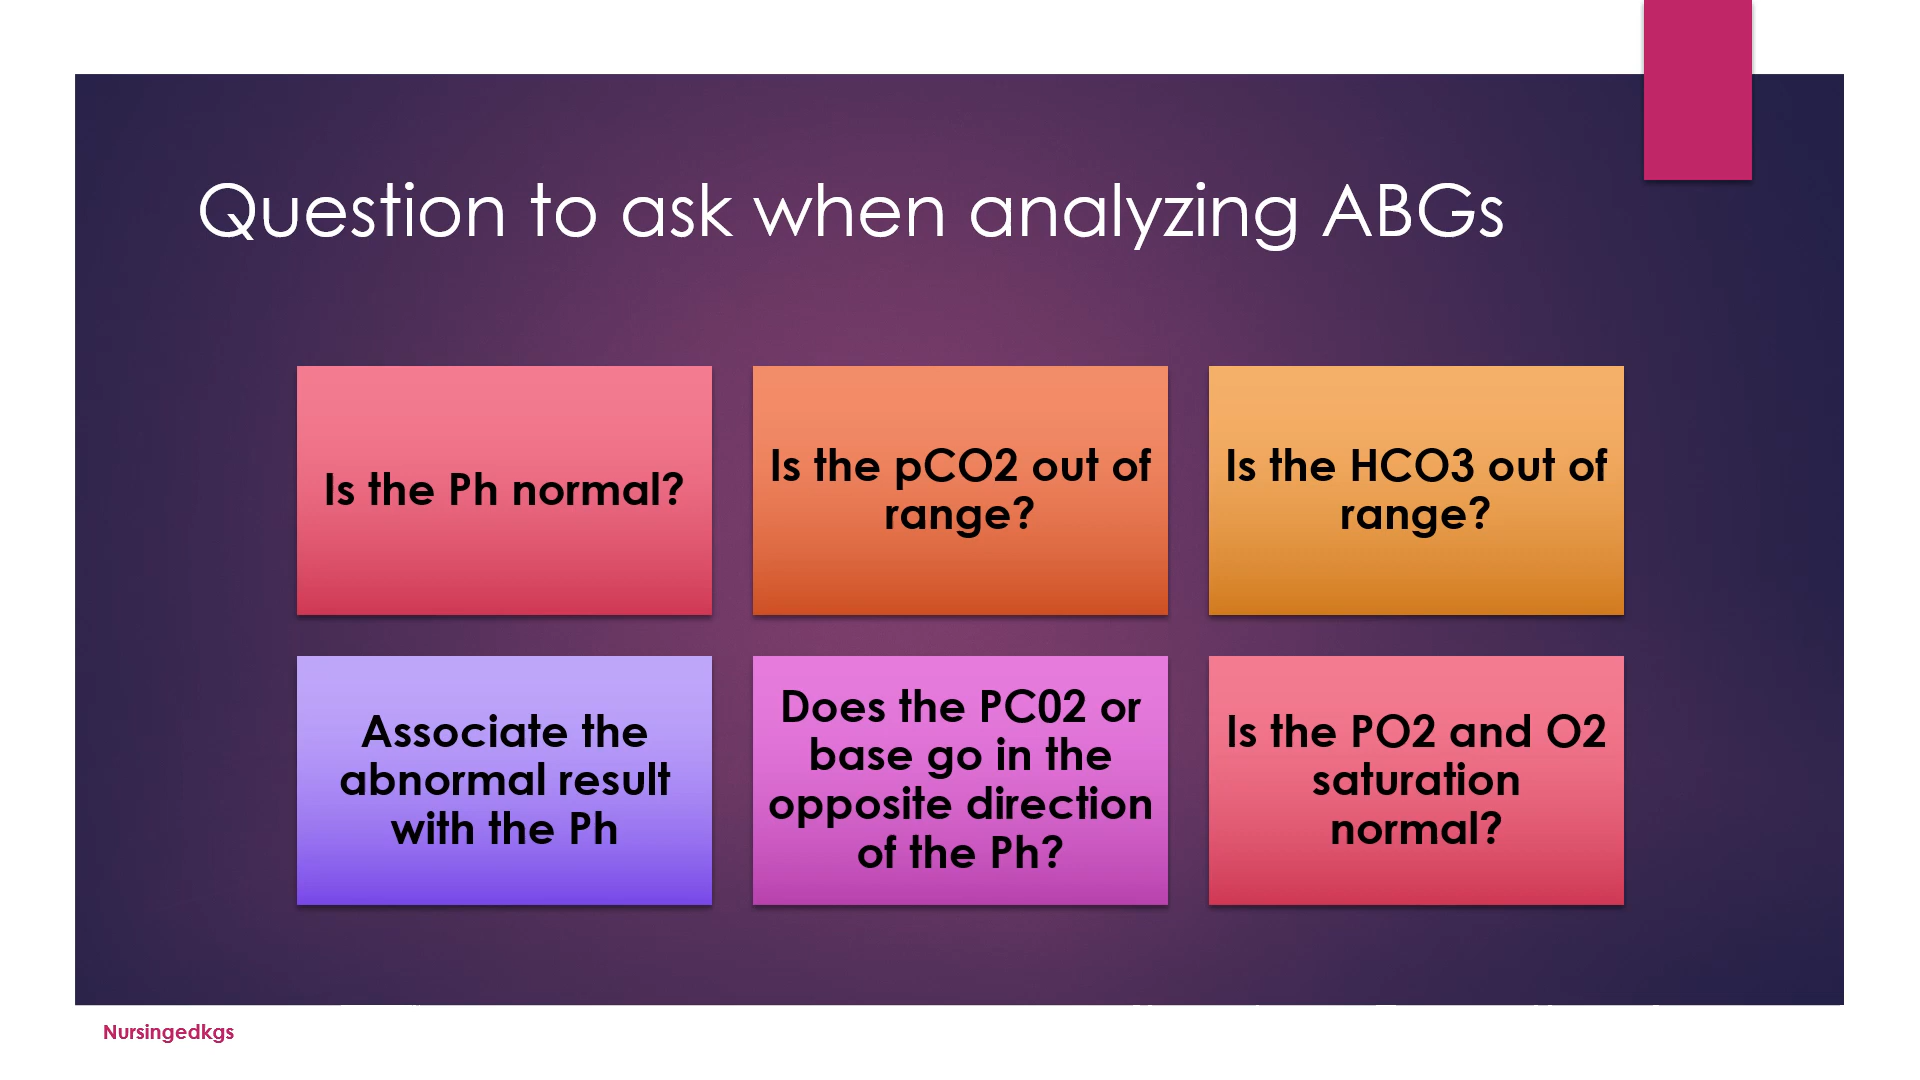 Question to ask when analyzing ABGs
Is the Ph normal?
Is the pCO2 out of
range?
Is the HCO3 out of
range?
Associate the
abnormal result
with the Ph
Does the PC02 or
base go in the
opposite direction
of the Ph?
Is the PO2 and O2
saturation
normal?
Nursingedkgs